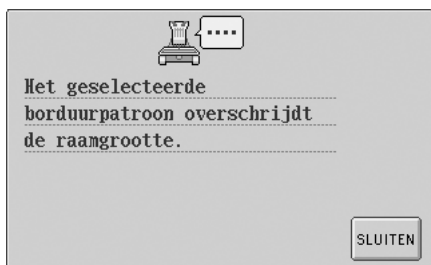 Het geselecteerde
borduurpatroon overschrijdt
de raamgrootte.
SLUITEN